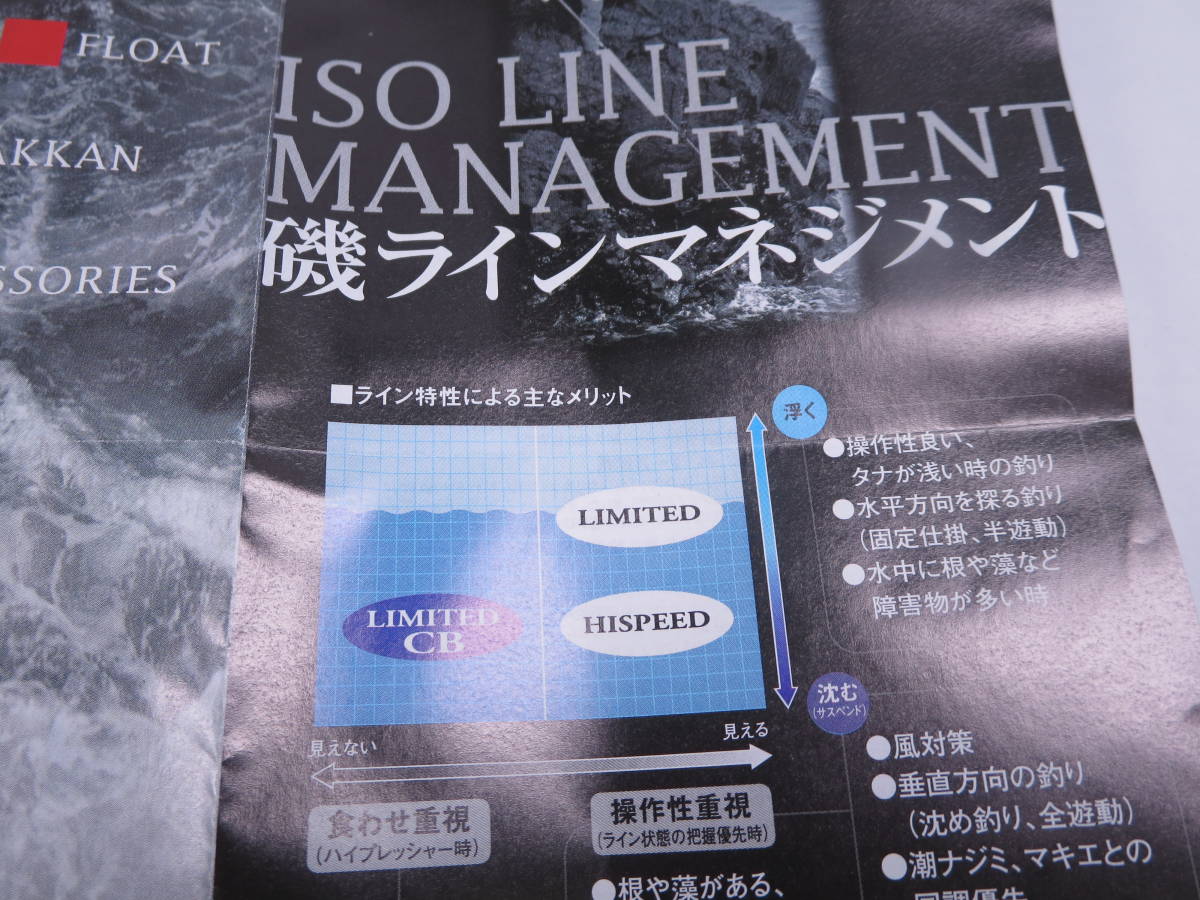 FLOAT
AKKAN
SSORIES
ISO LINE
MANAGEMENT
磯ラインマネジメント
■ライン特性による主なメリット
浮く
LIMITED
LIMITED
CB
HISPEED
●操作性良い、
タナが浅い時の釣り
●水平方向を探る釣り
(固定仕掛、半遊動)
●水中に根や藻など
障害物が多い時
沈む
(サスペンド)
見えない
見える
食わせ重視
(ハイプレッシャー時)
操作性重視
(ライン状態の把握優先時)
●風対策
●垂直方向の釣り
(沈め釣り、全遊動)
●潮ナジミ、マキエとの
同調優先
●根や藻がある、